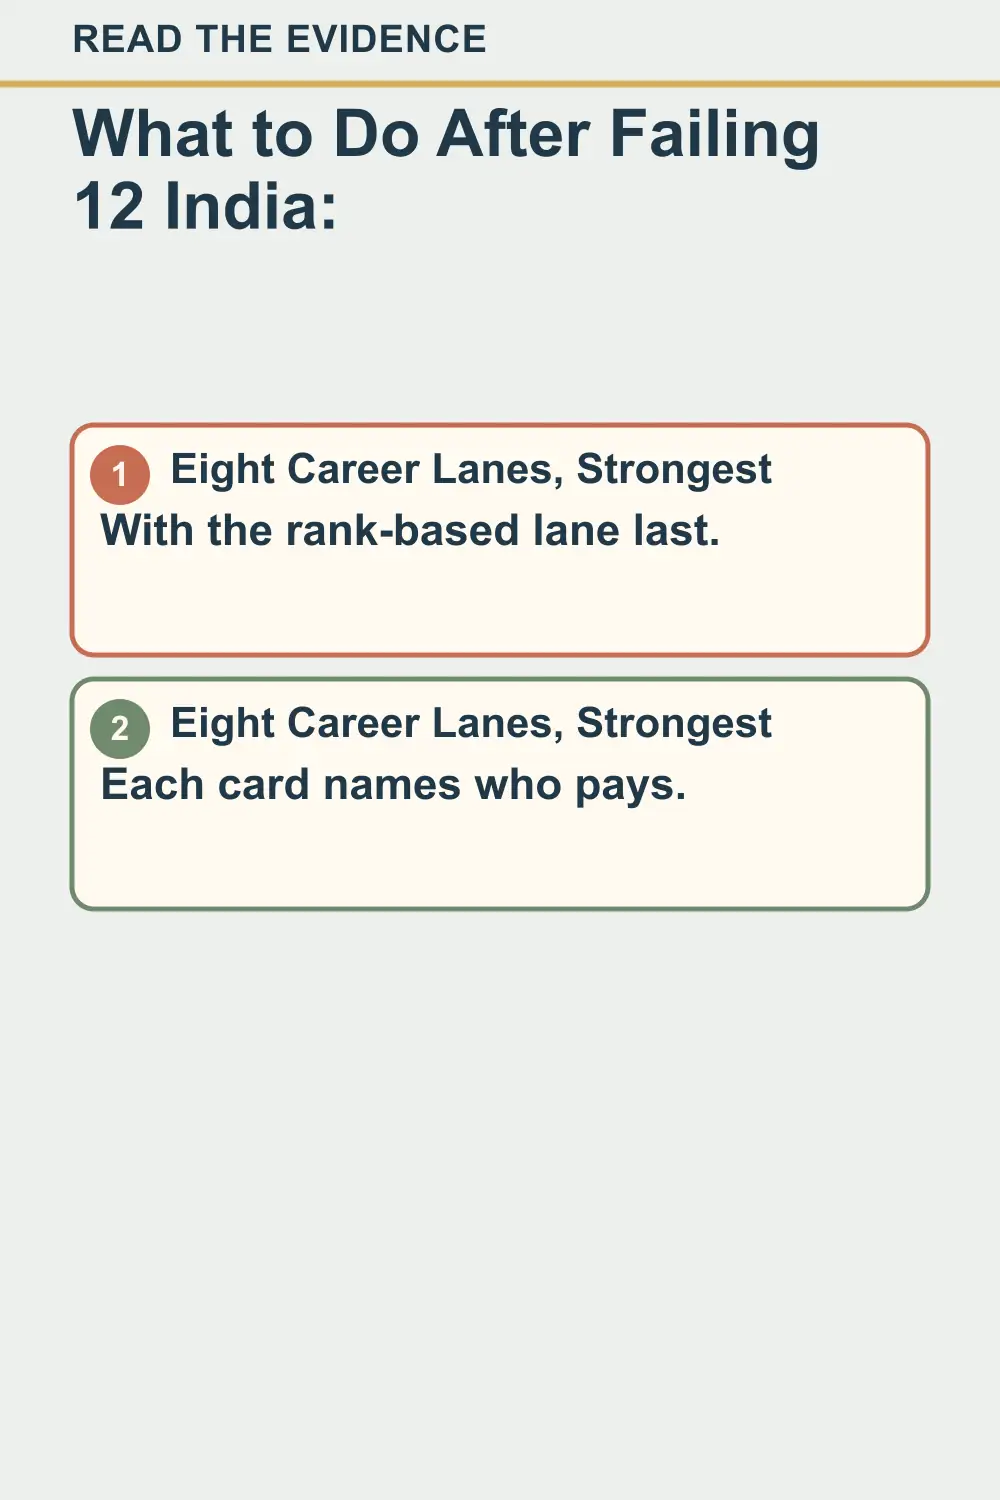 READ THE EVIDENCE
What to Do After Failing
12 India:
1 Eight Career Lanes, Strongest
With the rank-based lane last.
2 Eight Career Lanes, Strongest
Each card names who pays.